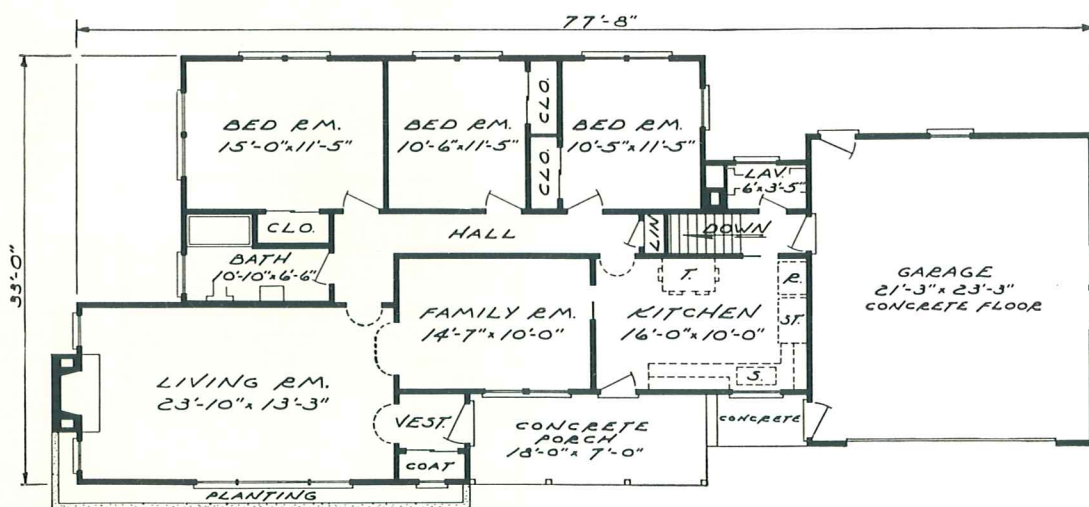 77'-8"
33'-0"
BED RM.
15'-0"x11'-5"
BED RM.
10'-6"x11'-5"
CLO.
CLO.
BED RM.
10'-5"x11'-5"
LAV.
6'x3'-5"
CLO.
HALL
LIN
DOWN
BATH
10'-10"x6'-6"
T.
R.
GARAGE
21'-3"x23'-3"
CONCRETE FLOOR
FAMILY RM.
14'-7"x10'-0"
KITCHEN
16'-0"x10'-0"
ST.
S.
LIVING RM.
23'-10"x13'-3"
VEST.
COAT
CONCRETE
PORCH
18'-0"x7'-0"
CONCRETE
PLANTING